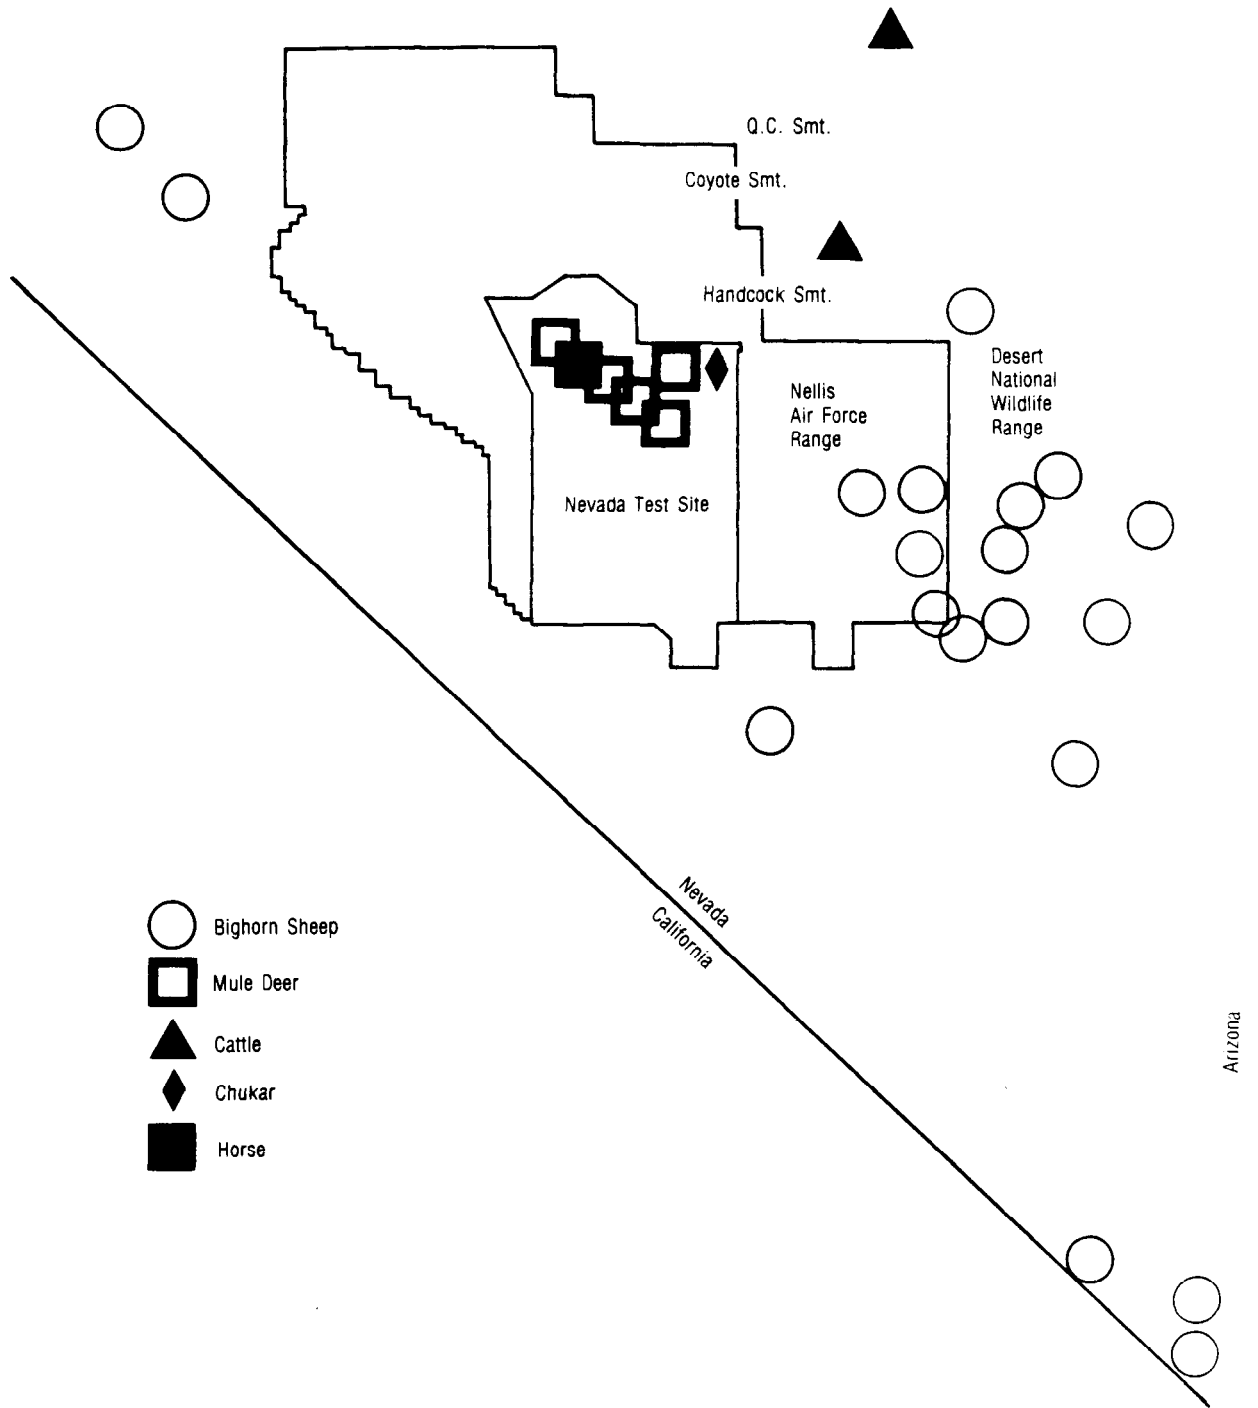 Q.C. Smt.
Coyote Smt.
Handcock Smt.
Desert
National
Wildlife
Range
Nellis
Air Force
Range
Nevada Test Site
Nevada
California
Bighorn Sheep
Mule Deer
Cattle
Chukar
Horse
Arizona